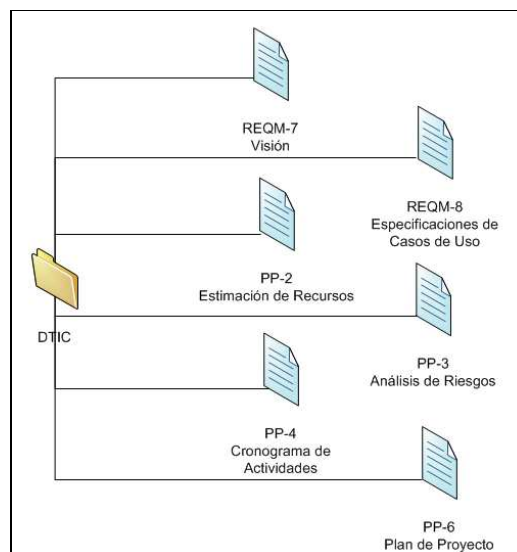 REQM-7
Visión
REQM-8
Especificaciones de
Casos de Uso
PP-2
Estimación de Recursos
DTIC
PP-3
Análisis de Riesgos
PP-4
Cronograma de
Actividades
PP-6
Plan de Proyecto